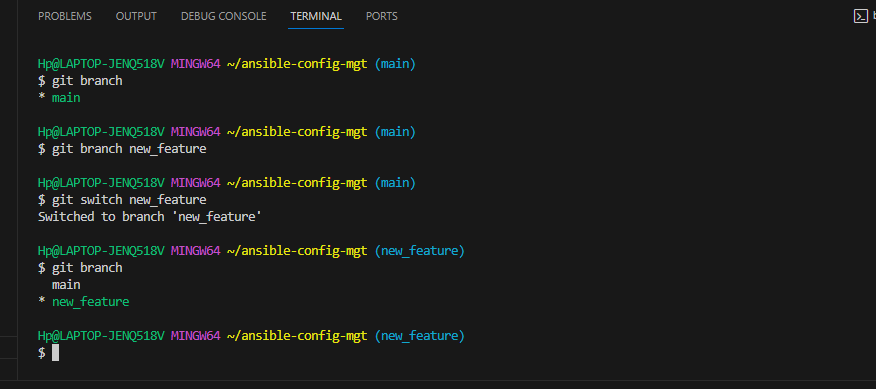 PROBLEMS OUTPUT DEBUG CONSOLE TERMINAL PORTS
Hp@LAPTOP-JENQ518V MINGW64 ~/ansible-config-mgt (main)
$ git branch
* main
Hp@LAPTOP-JENQ518V MINGW64 ~/ansible-config-mgt (main)
$ git branch new_feature
Hp@LAPTOP-JENQ518V MINGW64 ~/ansible-config-mgt (main)
$ git switch new_feature
Switched to branch 'new_feature'
Hp@LAPTOP-JENQ518V MINGW64 ~/ansible-config-mgt (new_feature)
$ git branch
  main
* new_feature
Hp@LAPTOP-JENQ518V MINGW64 ~/ansible-config-mgt (new_feature)
$